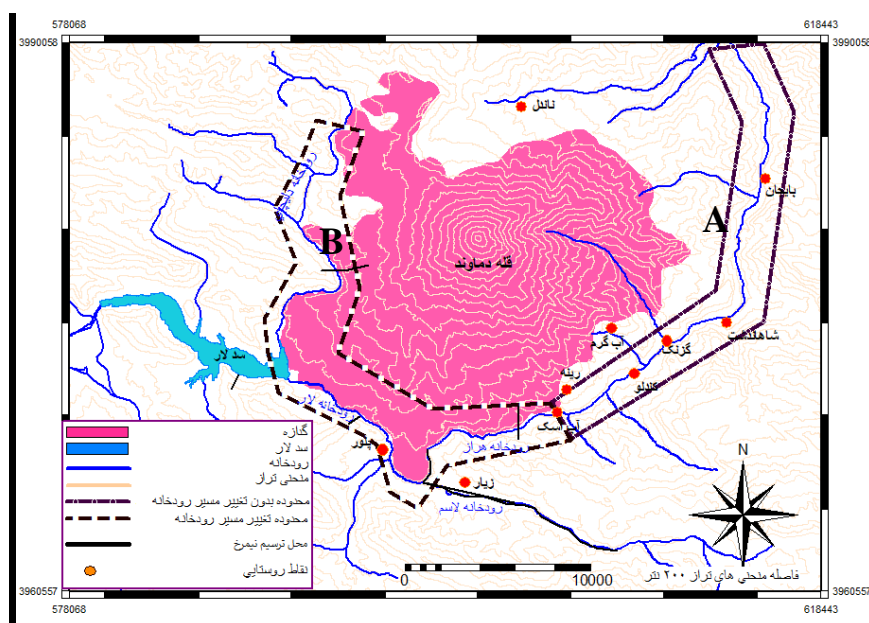 578068
618443
3990058
3990058
ناندل
بایجان
A
رودخانه دلیچای
B
قله دماوند
شاهاندشت
آب گرم
گزنک
سد لار
رینه
کندلو
رودخانه لار
آب اسک
رودخانه هراز
پلور
زیار
رودخانه لاسم
گدازه
سد لار
رودخانه
منحنی تراز
محدوده بدون تغییر مسیر رودخانه
محدوده تغییر مسیر رودخانه
محل ترسیم نیمرخ
نقاط روستایی
N
0
10000
فاصله منحنی های تراز ۲۰۰ متر
3960557
3960557
578068
618443